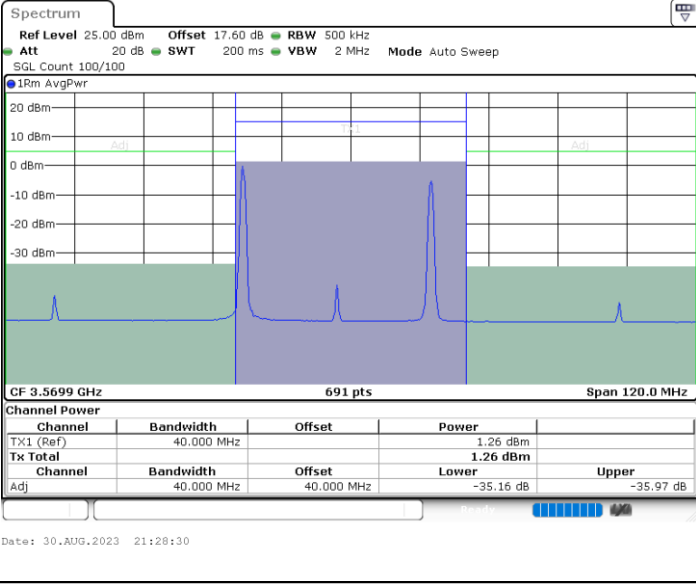 Spectrum
Ref Level 25.00 dBm Offset 17.60 dB RBW 500 kHz
Att 20 dB SWT 200 ms VBW 2 MHz Mode Auto Sweep
SGL Count 100/100
1Rm AvgPwr
20 dBm
TX1
10 dBm
Adj Adj
0 dBm
-10 dBm
-20 dBm
-30 dBm
CF 3.5699 GHz 691 pts Span 120.0 MHz
Channel Power
Channel Bandwidth Offset Power
TX1 (Ref) 40.000 MHz 1.26 dBm
Tx Total 1.26 dBm
Channel Bandwidth Offset Lower Upper
Adj 40.000 MHz 40.000 MHz -35.16 dB -35.97 dB
Ready
Date: 30.AUG.2023 21:28:30